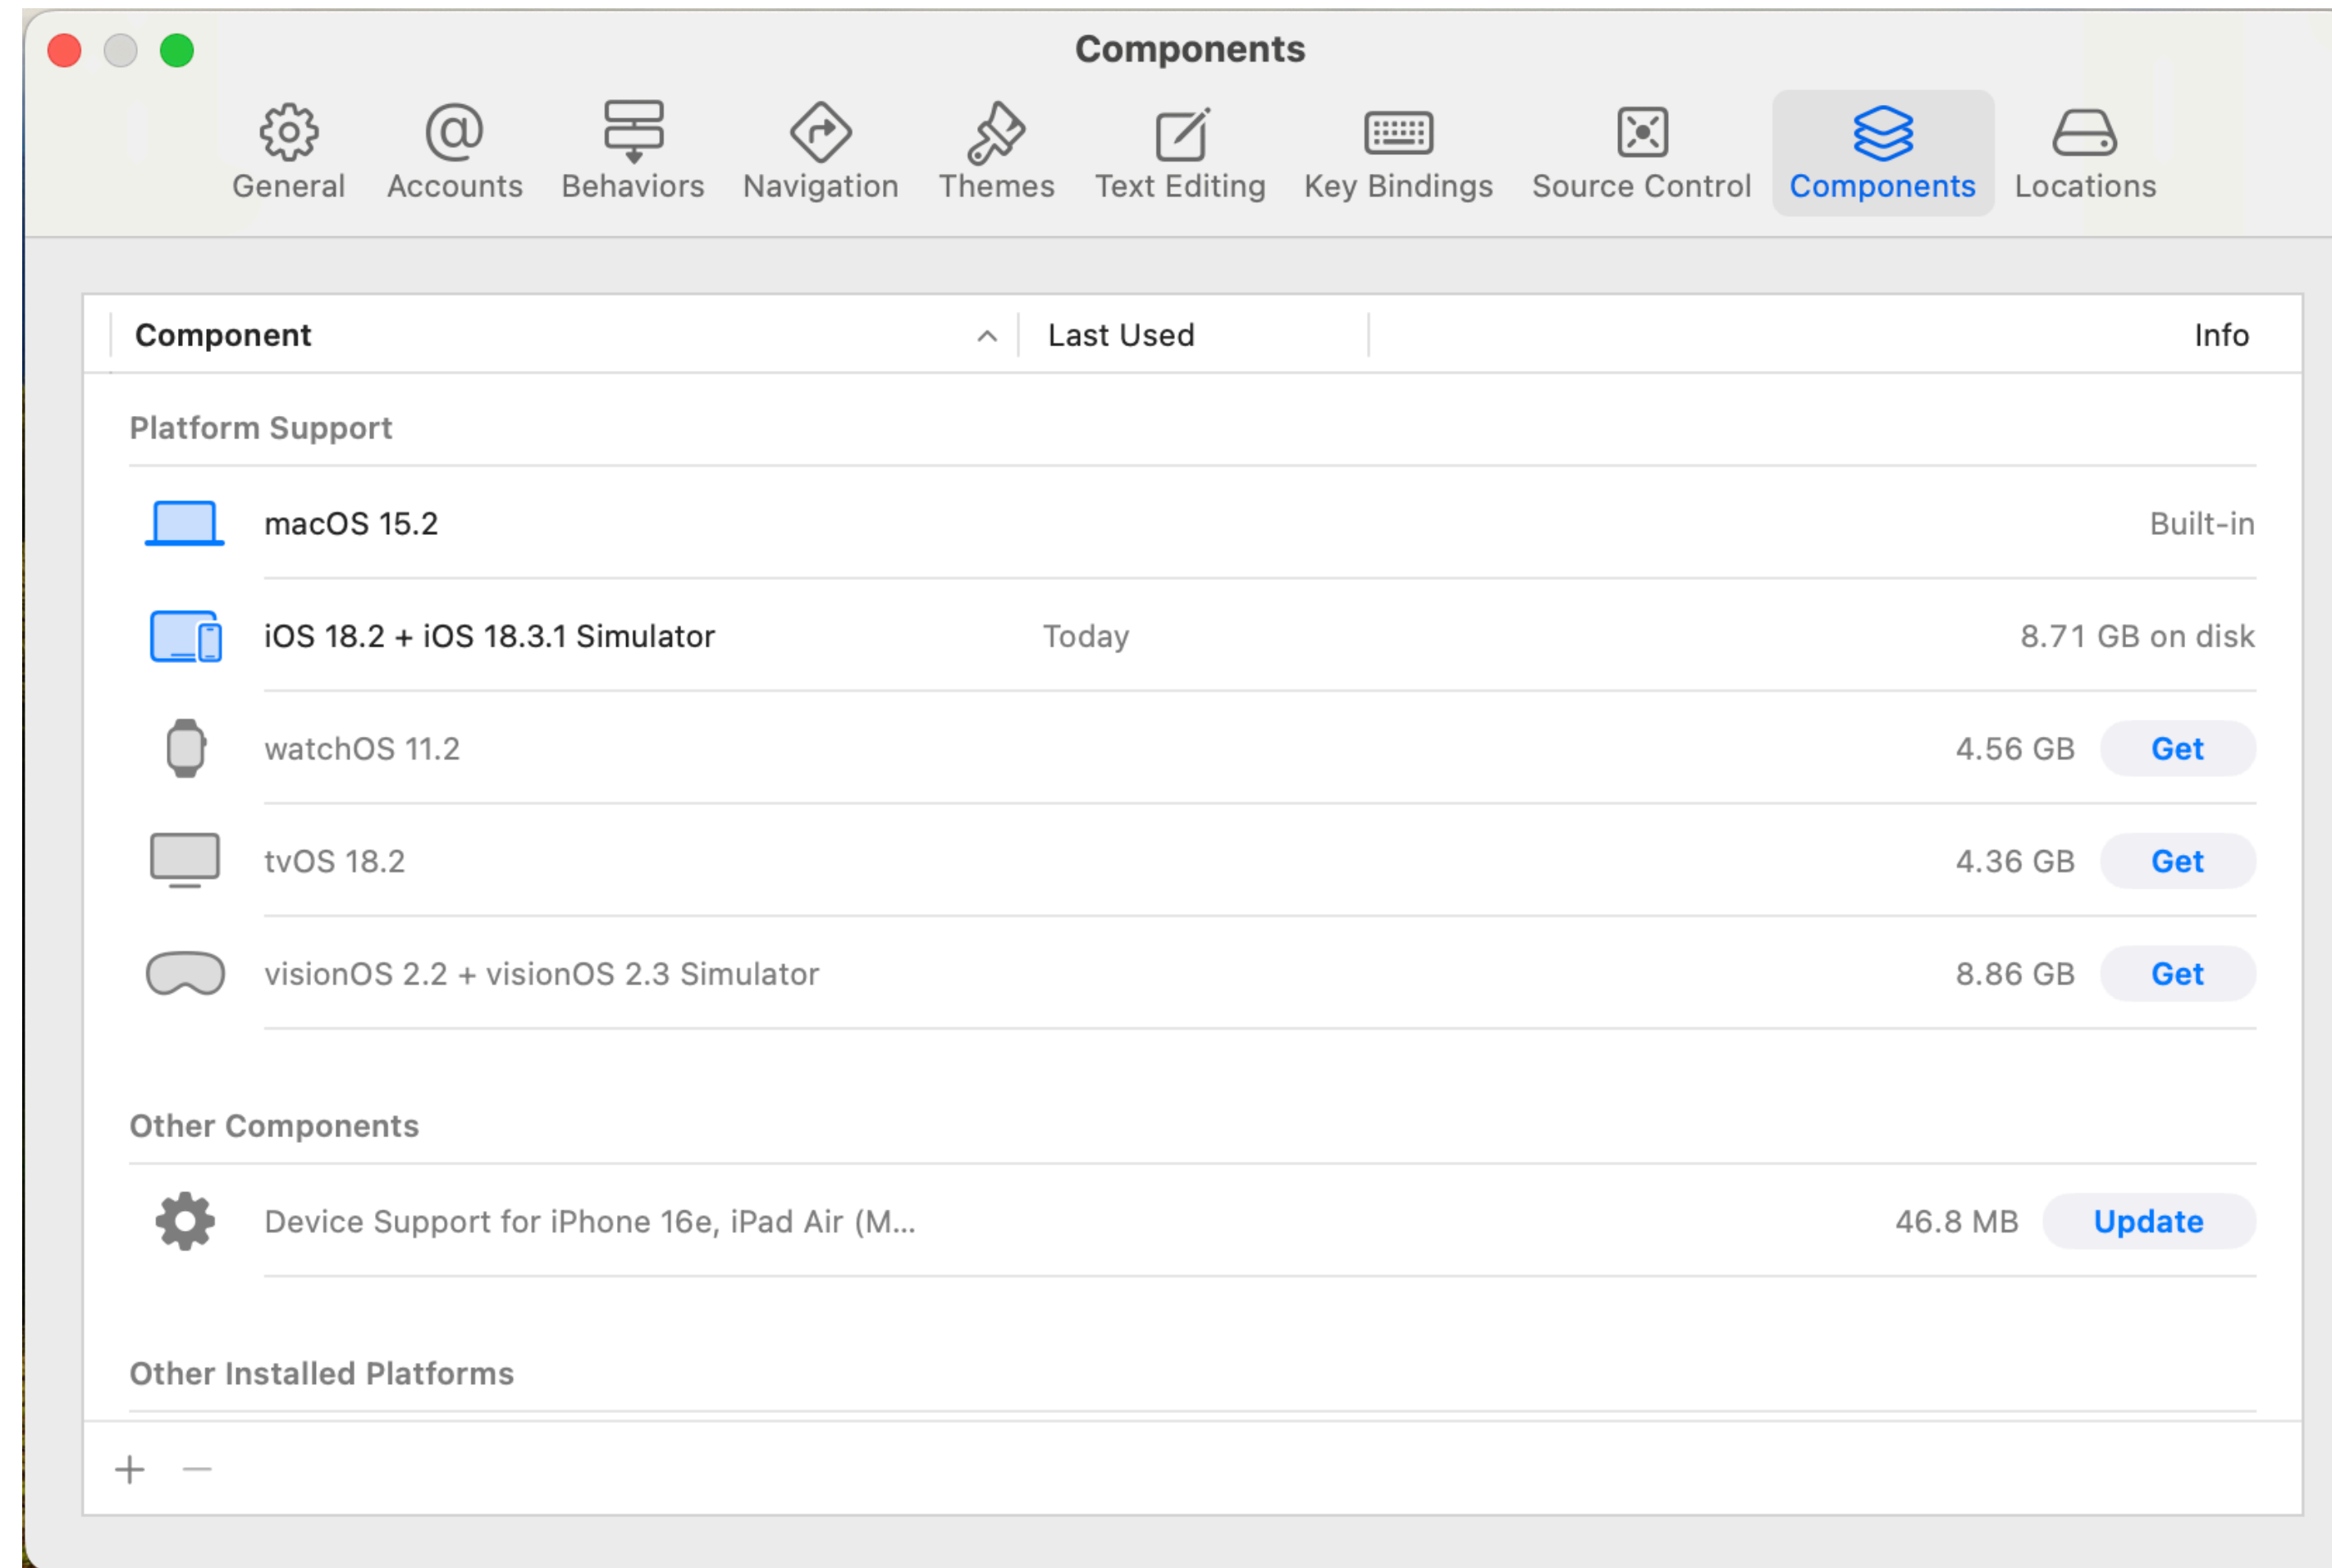 Components
General Accounts Behaviors Navigation Themes Text Editing Key Bindings Source Control Components Locations
Component Last Used Info
Platform Support
macOS 15.2 Built-in
iOS 18.2 + iOS 18.3.1 Simulator Today 8.71 GB on disk
watchOS 11.2 4.56 GB Get
tvOS 18.2 4.36 GB Get
visionOS 2.2 + visionOS 2.3 Simulator 8.86 GB Get
Other Components
Device Support for iPhone 16e, iPad Air (M... 46.8 MB Update
Other Installed Platforms